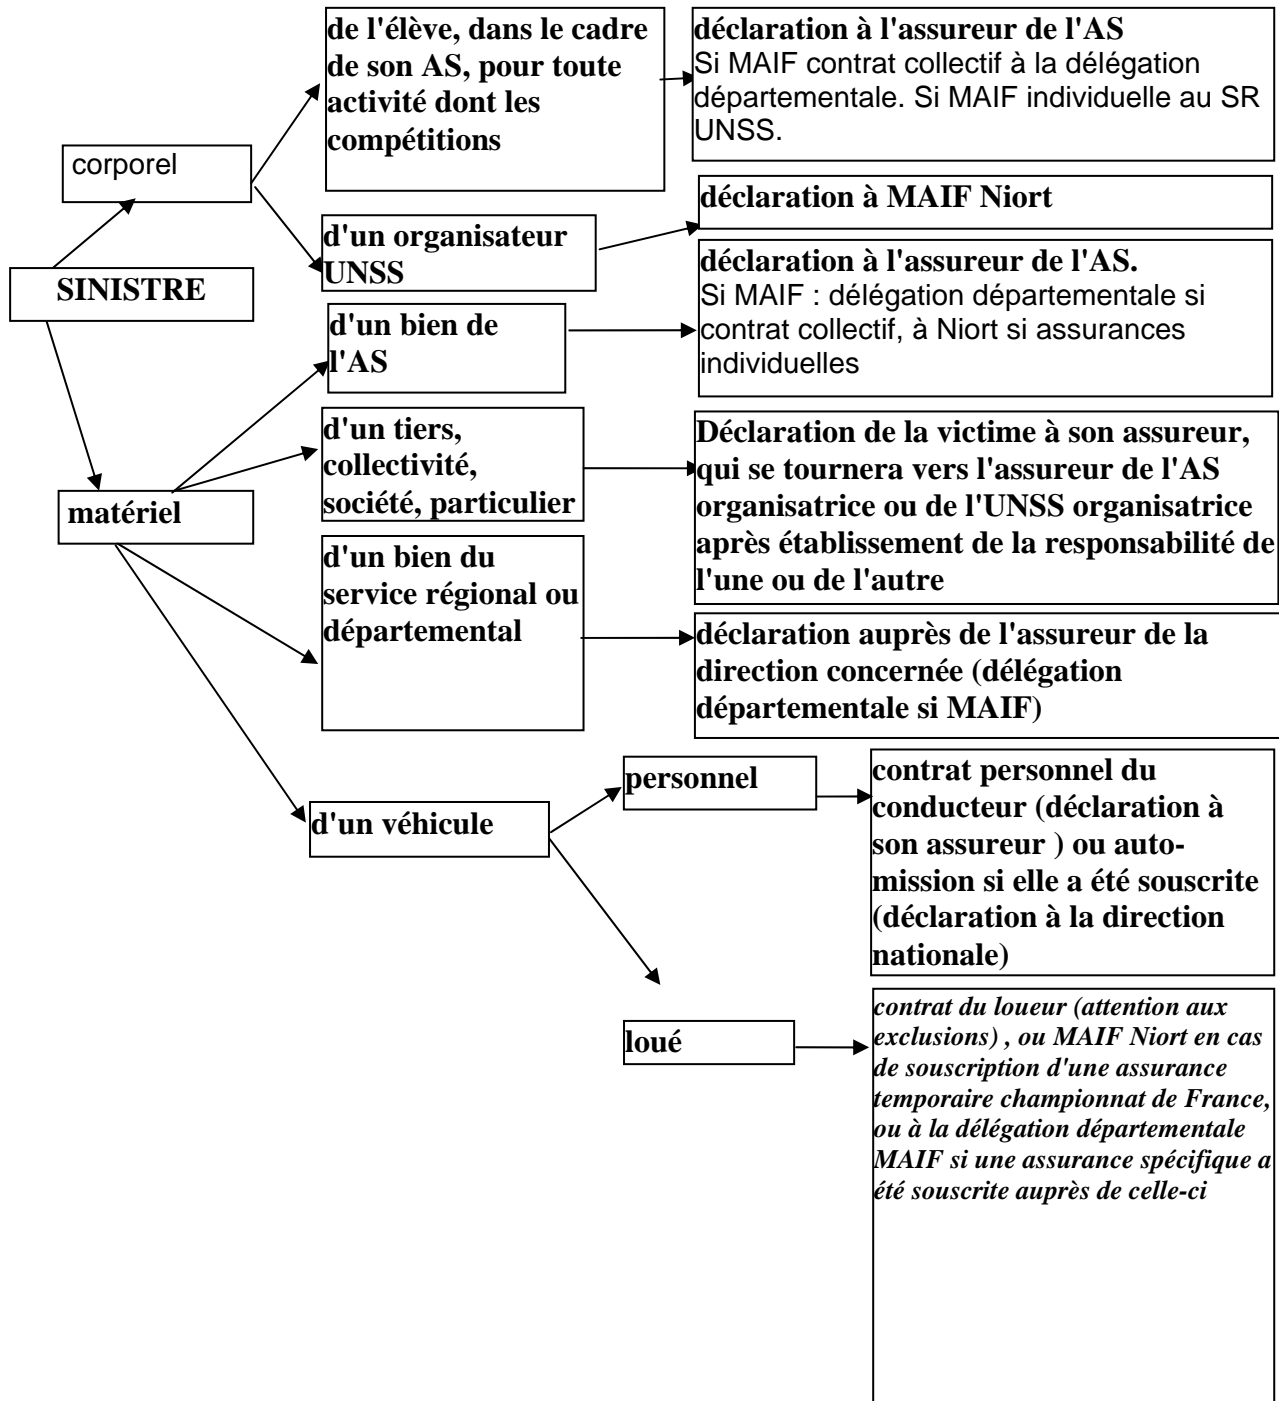 de l'élève, dans le cadre
de son AS, pour toute
activité dont les
compétitions
déclaration à l'assureur de l'AS
Si MAIF contrat collectif à la délégation
départementale. Si MAIF individuelle au SR
UNSS.
corporel
déclaration à MAIF Niort
d'un organisateur
UNSS
SINISTRE
déclaration à l'assureur de l'AS.
Si MAIF : délégation départementale si
contrat collectif, à Niort si assurances
individuelles
d'un bien de
l'AS
d'un tiers,
collectivité,
société, particulier
Déclaration de la victime à son assureur,
qui se tournera vers l'assureur de l'AS
organisatrice ou de l'UNSS organisatrice
après établissement de la responsabilité de
l'une ou de l'autre
matériel
d'un bien du
service régional ou
départemental
déclaration auprès de l'assureur de la
direction concernée (délégation
départementale si MAIF)
personnel
contrat personnel du
conducteur (déclaration à
son assureur ) ou auto-
mission si elle a été souscrite
(déclaration à la direction
nationale)
d'un véhicule
loué
contrat du loueur (attention aux
exclusions) , ou MAIF Niort en cas
de souscription d'une assurance
temporaire championnat de France,
ou à la délégation départementale
MAIF si une assurance spécifique a
été souscrite auprès de celle-ci